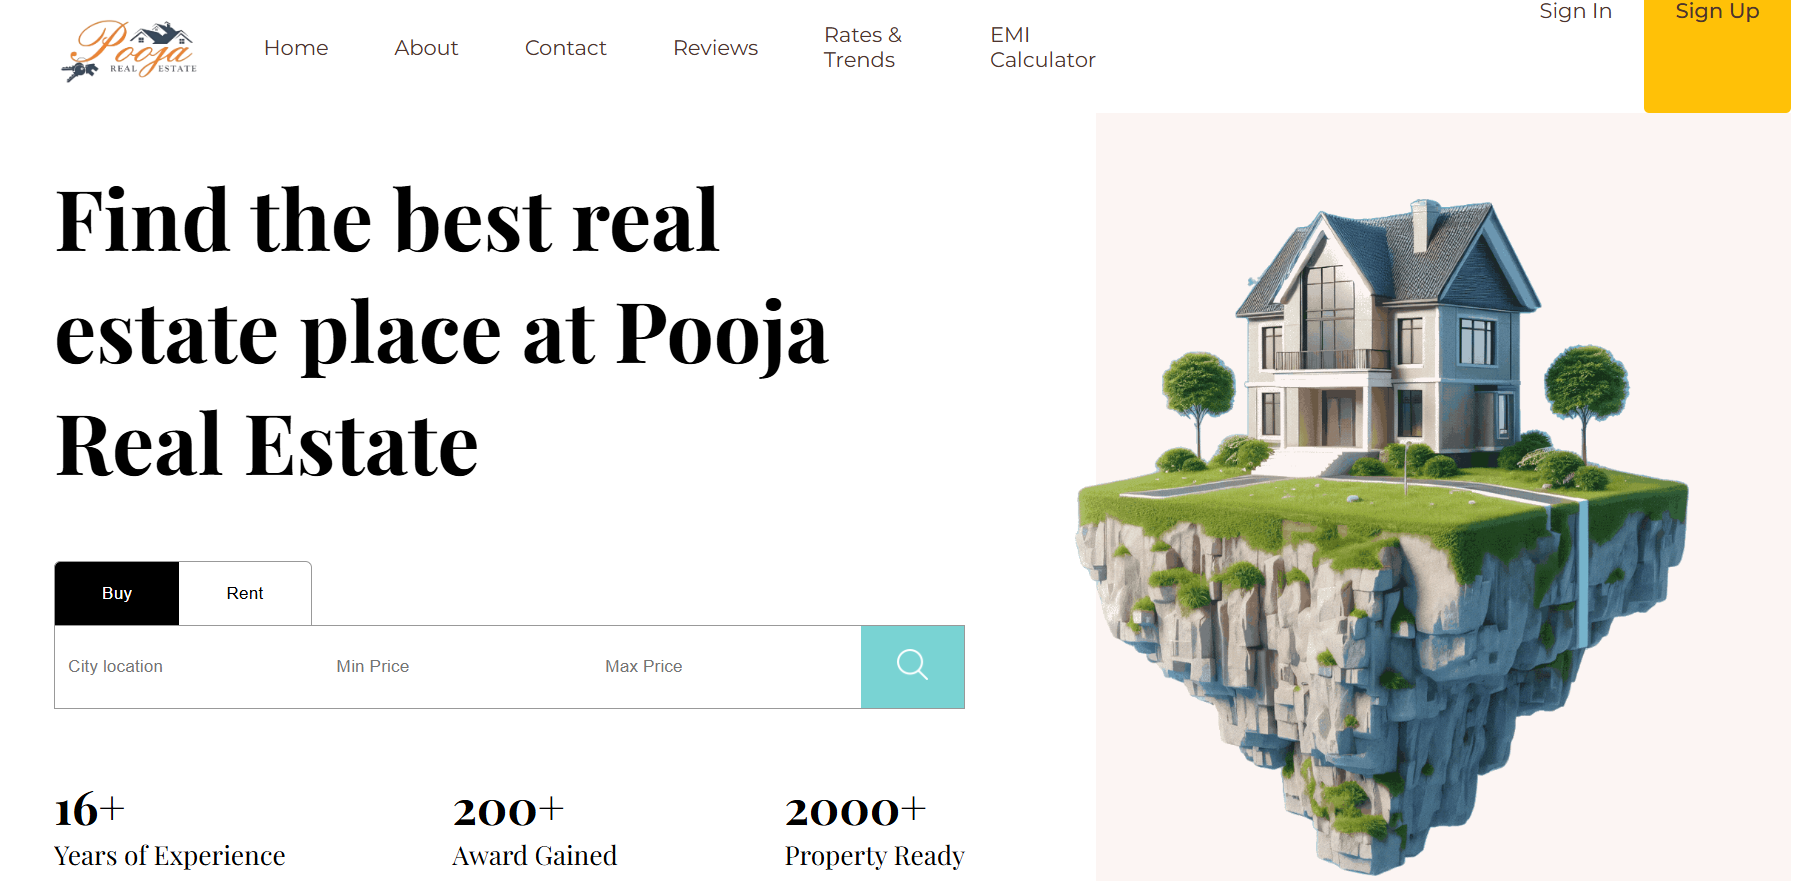 Pooja
REAL ESTATE
Home
About
Contact
Reviews
Rates &
Trends
EMI
Calculator
Sign In
Sign Up
Find the best real
estate place at Pooja
Real Estate
Buy
Rent
City location
Min Price
Max Price
16+
Years of Experience
200+
Award Gained
2000+
Property Ready